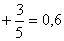 + 3/5 = 0,6